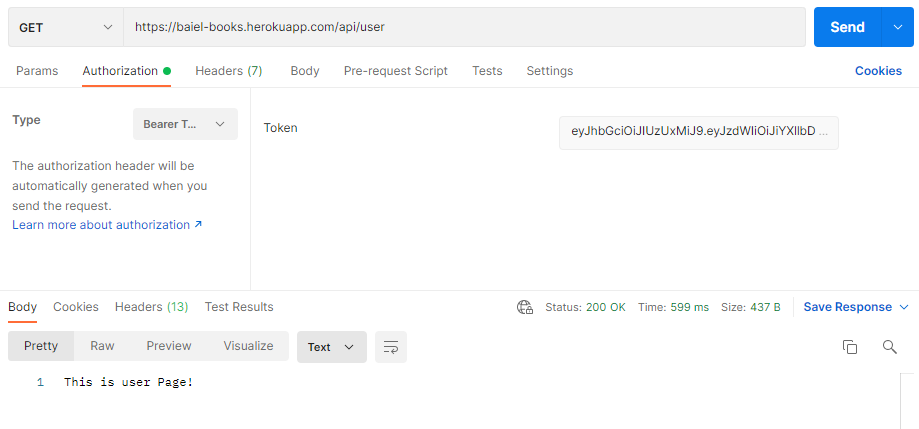 GET https://baiel-books.herokuapp.com/api/user Send
Params Authorization Headers (7) Body Pre-request Script Tests Settings Cookies
Type Bearer T... Token eyJhbGciOiJIUzUxMiJ9.eyJzdWIiOiJiYXllbD ...
The authorization header will be
automatically generated when you
send the request.
Learn more about authorization ↗
Body Cookies Headers (13) Test Results Status: 200 OK Time: 599 ms Size: 437 B Save Response
Pretty Raw Preview Visualize Text
1 This is user Page!